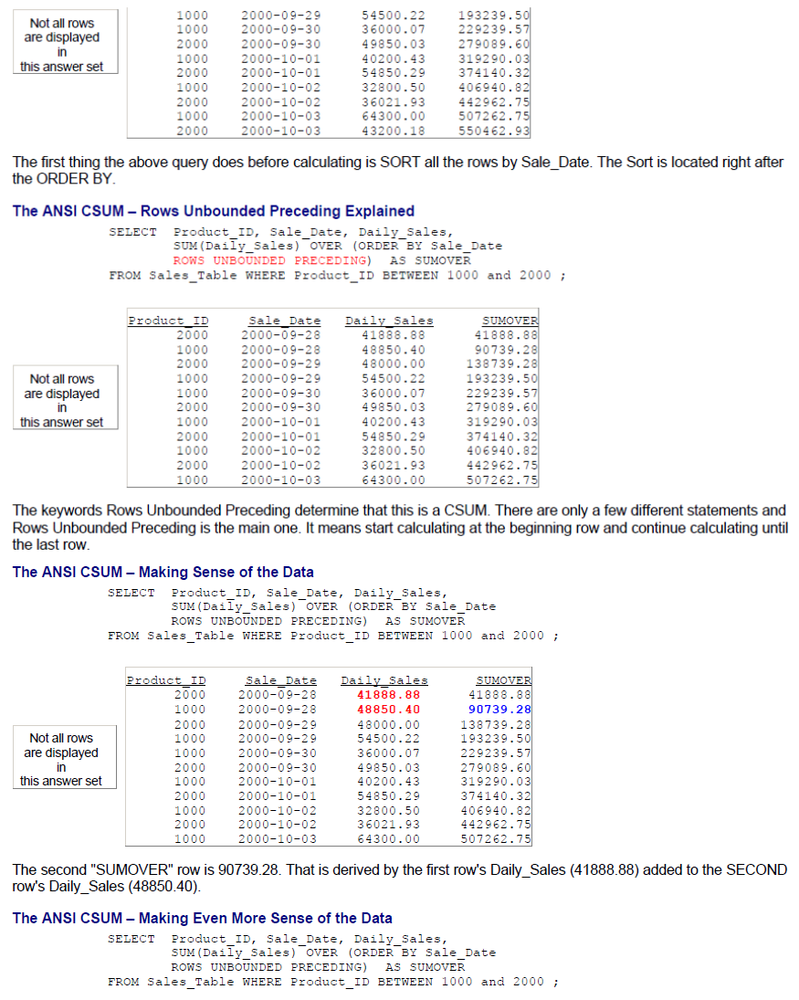 Not all rows
are displayed
in
this answer set
1000 2000-09-29 54500.22 193239.50
1000 2000-09-30 36000.07 229239.57
2000 2000-09-30 49850.03 279089.60
1000 2000-10-01 40200.43 319290.03
2000 2000-10-01 54850.29 374140.32
1000 2000-10-02 32800.50 406940.82
2000 2000-10-02 36021.93 442962.75
1000 2000-10-03 64300.00 507262.75
2000 2000-10-03 43200.18 550462.93
The first thing the above query does before calculating is SORT all the rows by Sale_Date. The Sort is located right after
the ORDER BY.
The ANSI CSUM – Rows Unbounded Preceding Explained
SELECT Product_ID, Sale_Date, Daily_Sales,
SUM(Daily_Sales) OVER (ORDER BY Sale_Date
ROWS UNBOUNDED PRECEDING) AS SUMOVER
FROM Sales_Table WHERE Product_ID BETWEEN 1000 and 2000 ;
Product_ID Sale_Date Daily_Sales SUMOVER
2000 2000-09-28 41888.88 41888.88
1000 2000-09-28 48850.40 90739.28
2000 2000-09-29 48000.00 138739.28
1000 2000-09-29 54500.22 193239.50
1000 2000-09-30 36000.07 229239.57
2000 2000-09-30 49850.03 279089.60
1000 2000-10-01 40200.43 319290.03
2000 2000-10-01 54850.29 374140.32
1000 2000-10-02 32800.50 406940.82
2000 2000-10-02 36021.93 442962.75
1000 2000-10-03 64300.00 507262.75
Not all rows
are displayed
in
this answer set
The keywords Rows Unbounded Preceding determine that this is a CSUM. There are only a few different statements and
Rows Unbounded Preceding is the main one. It means start calculating at the beginning row and continue calculating until
the last row.
The ANSI CSUM – Making Sense of the Data
SELECT Product_ID, Sale_Date, Daily_Sales,
SUM(Daily_Sales) OVER (ORDER BY Sale_Date
ROWS UNBOUNDED PRECEDING) AS SUMOVER
FROM Sales_Table WHERE Product_ID BETWEEN 1000 and 2000 ;
Product_ID Sale_Date Daily_Sales SUMOVER
2000 2000-09-28 41888.88 41888.88
1000 2000-09-28 48850.40 90739.28
2000 2000-09-29 48000.00 138739.28
1000 2000-09-29 54500.22 193239.50
1000 2000-09-30 36000.07 229239.57
2000 2000-09-30 49850.03 279089.60
1000 2000-10-01 40200.43 319290.03
2000 2000-10-01 54850.29 374140.32
1000 2000-10-02 32800.50 406940.82
2000 2000-10-02 36021.93 442962.75
1000 2000-10-03 64300.00 507262.75
Not all rows
are displayed
in
this answer set
The second "SUMOVER" row is 90739.28. That is derived by the first row's Daily_Sales (41888.88) added to the SECOND
row's Daily_Sales (48850.40).
The ANSI CSUM – Making Even More Sense of the Data
SELECT Product_ID, Sale_Date, Daily_Sales,
SUM(Daily_Sales) OVER (ORDER BY Sale_Date
ROWS UNBOUNDED PRECEDING) AS SUMOVER
FROM Sales_Table WHERE Product_ID BETWEEN 1000 and 2000 ;